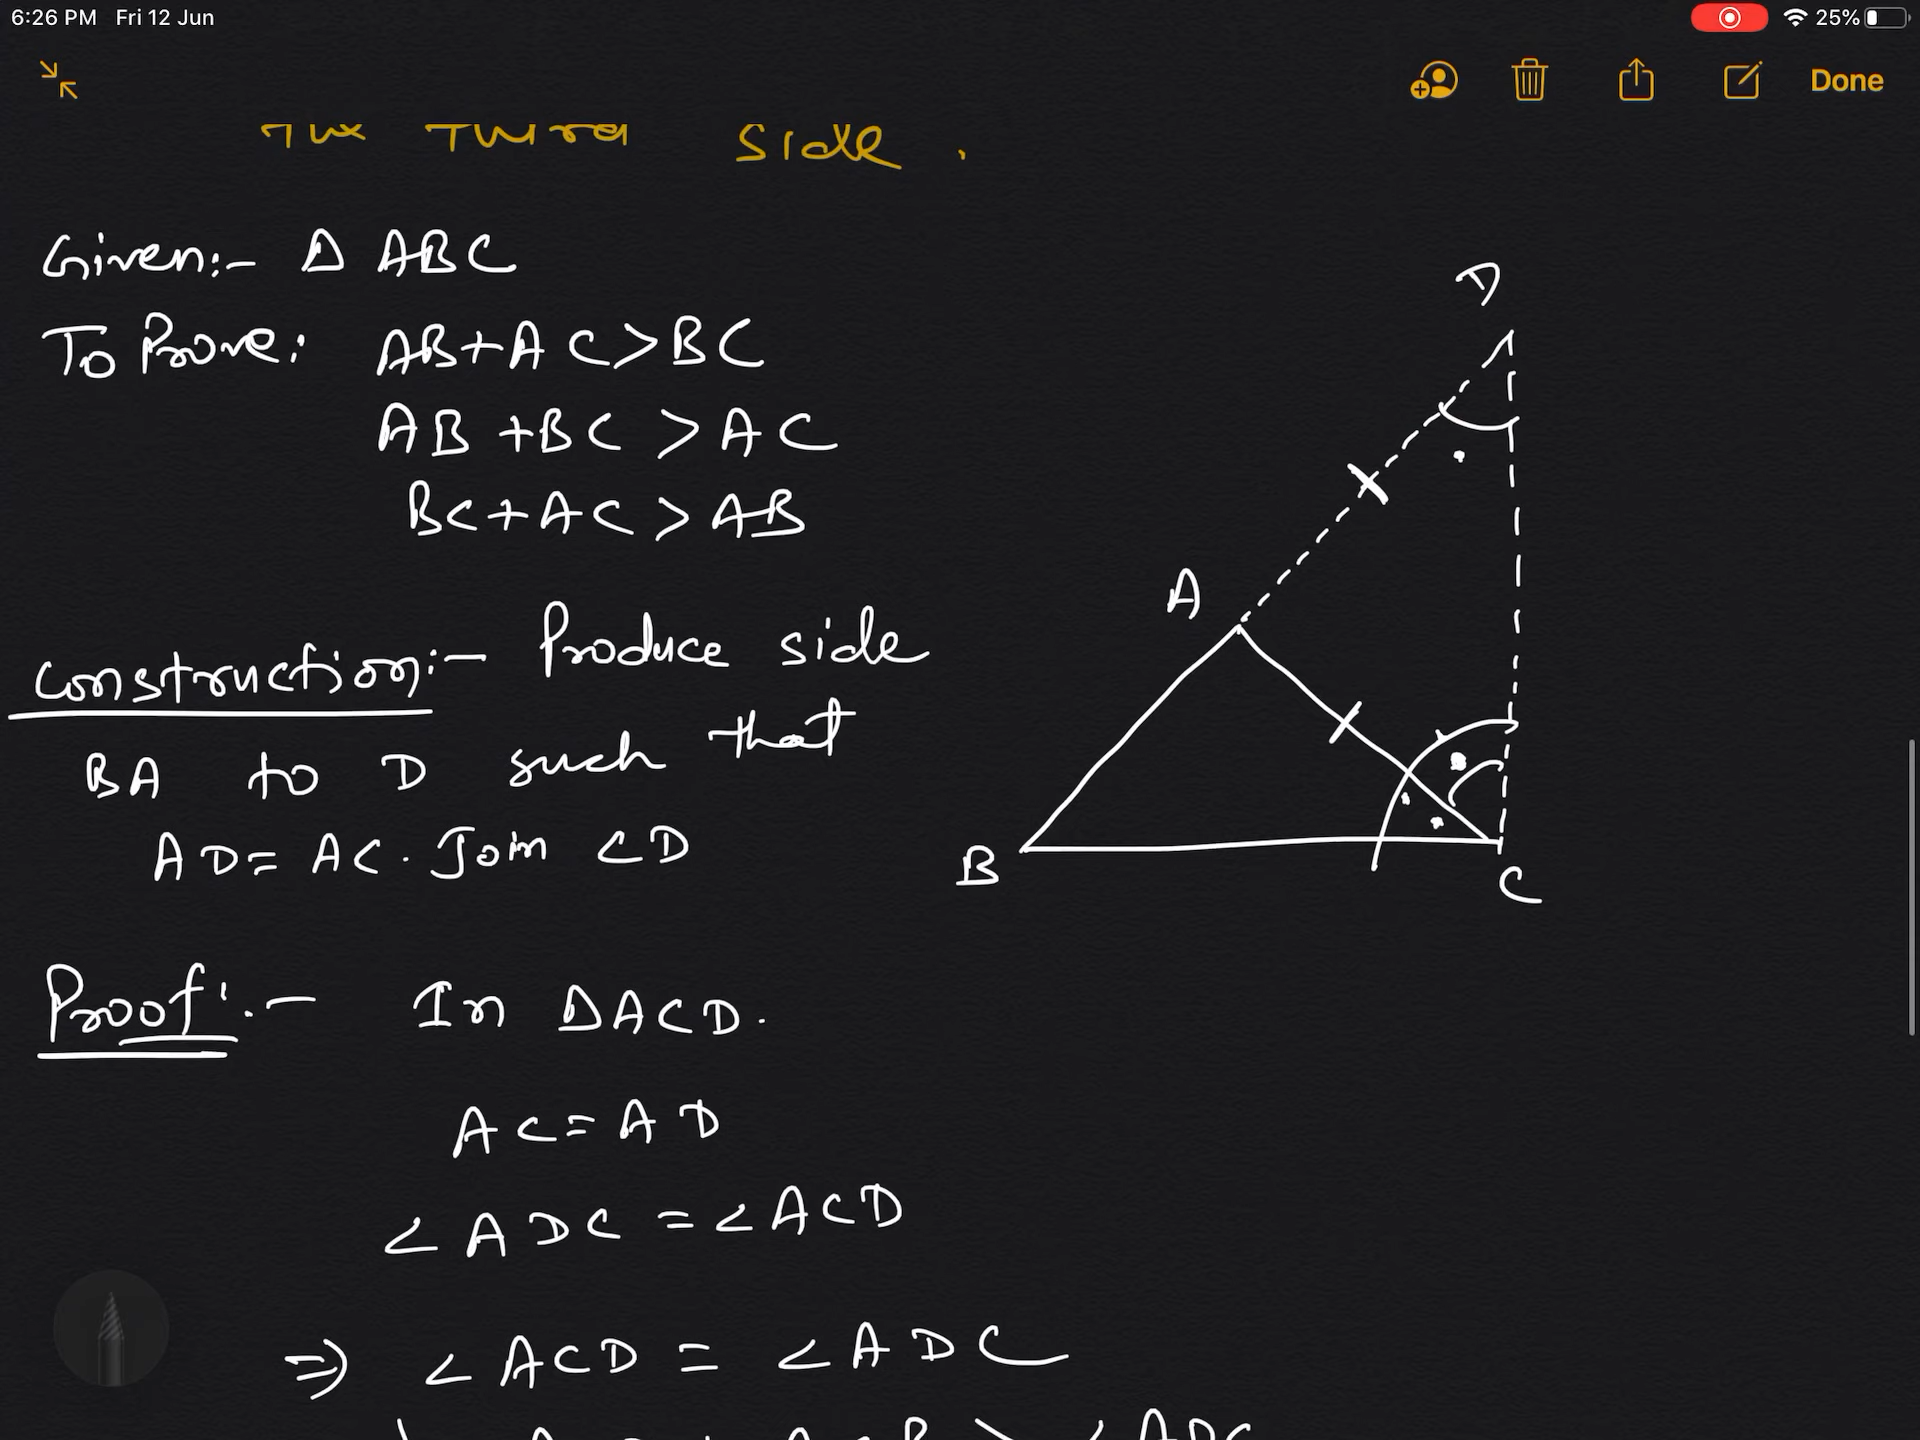 6:26 PM Fri 12 Jun
25%
Done
The Third side .
Given:- Δ ABC
To Prove: AB+AC>BC
AB+BC>AC
BC+AC>AB
Construction:- Produce side
BA to D such that
AD=AC. Join CD
Proof:- In ΔACD.
AC=AD
∠ADC=∠ACD
⇒ ∠ACD = ∠ADC
D
A
B
C